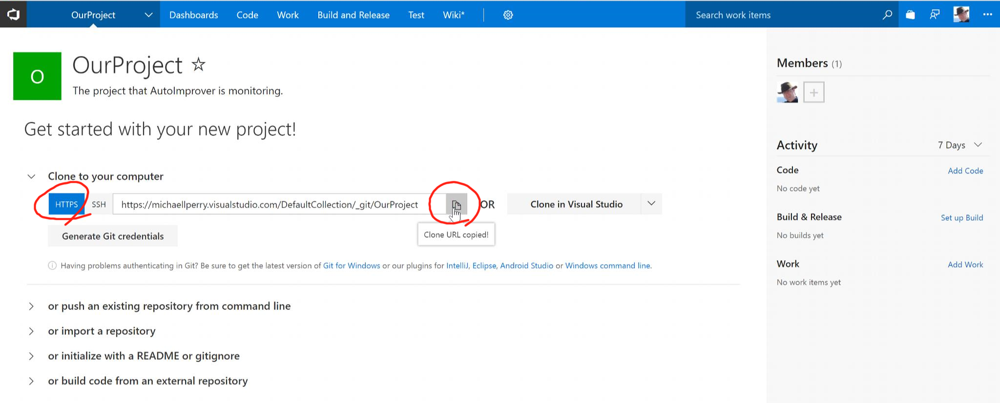 OurProject Dashboards Code Work Build and Release Test Wiki* Search work items
O
OurProject
The project that AutoImprover is monitoring.
Get started with your new project!
Clone to your computer
HTTPS SSH https://michaellperry.visualstudio.com/DefaultCollection/_git/OurProject OR Clone in Visual Studio
Clone URL copied!
Generate Git credentials
Having problems authenticating in Git? Be sure to get the latest version of Git for Windows or our plugins for IntelliJ, Eclipse, Android Studio or Windows command line.
or push an existing repository from command line
or import a repository
or initialize with a README or gitignore
or build code from an external repository
Members (1)
Activity 7 Days
Code Add Code
No code yet
Build & Release Set up Build
No builds yet
Work Add Work
No work items yet